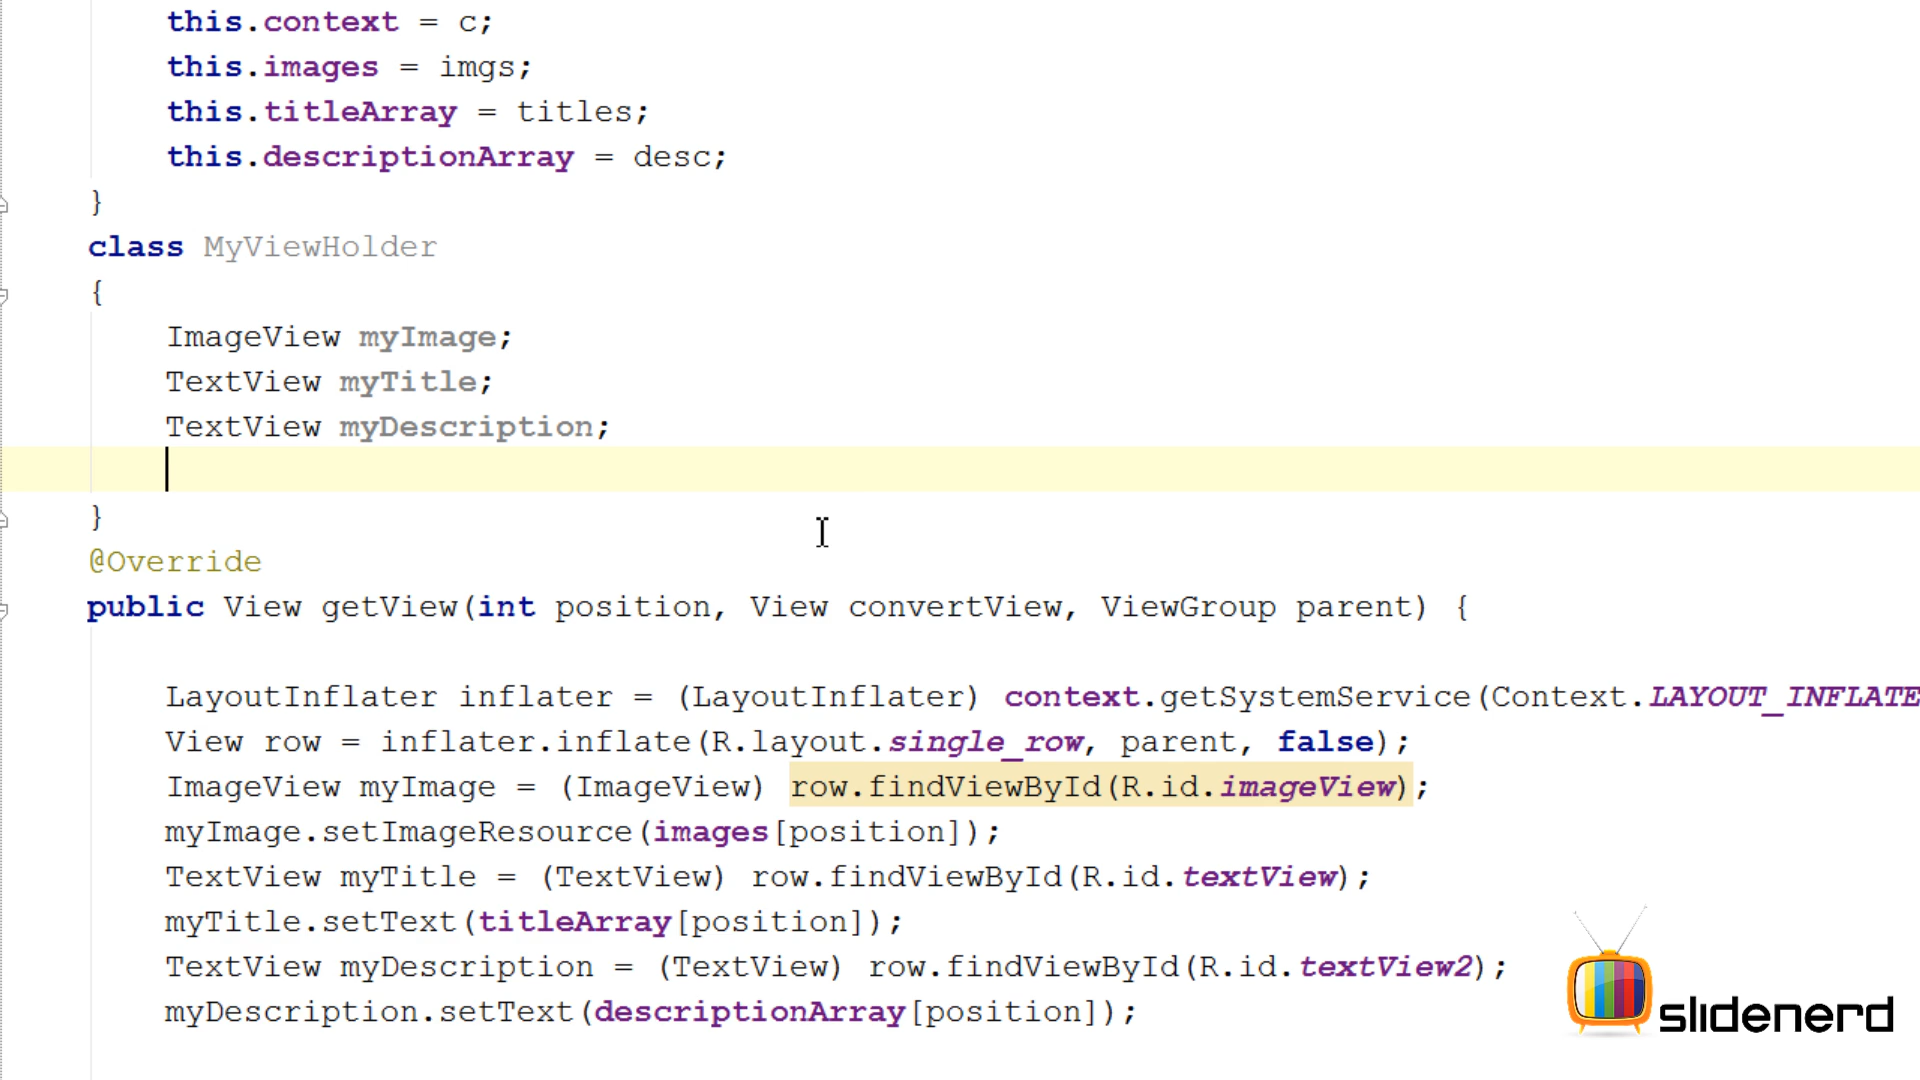 this.context = c;
this.images = imgs;
this.titleArray = titles;
this.descriptionArray = desc;
}
class MyViewHolder
{
ImageView myImage;
TextView myTitle;
TextView myDescription;
}
@Override
public View getView(int position, View convertView, ViewGroup parent) {
LayoutInflater inflater = (LayoutInflater) context.getSystemService(Context.LAYOUT_INFLATE
View row = inflater.inflate(R.layout.single_row, parent, false);
ImageView myImage = (ImageView) row.findViewById(R.id.imageView);
myImage.setImageResource(images[position]);
TextView myTitle = (TextView) row.findViewById(R.id.textView);
myTitle.setText(titleArray[position]);
TextView myDescription = (TextView) row.findViewById(R.id.textView2);
myDescription.setText(descriptionArray[position]);
slidenerd